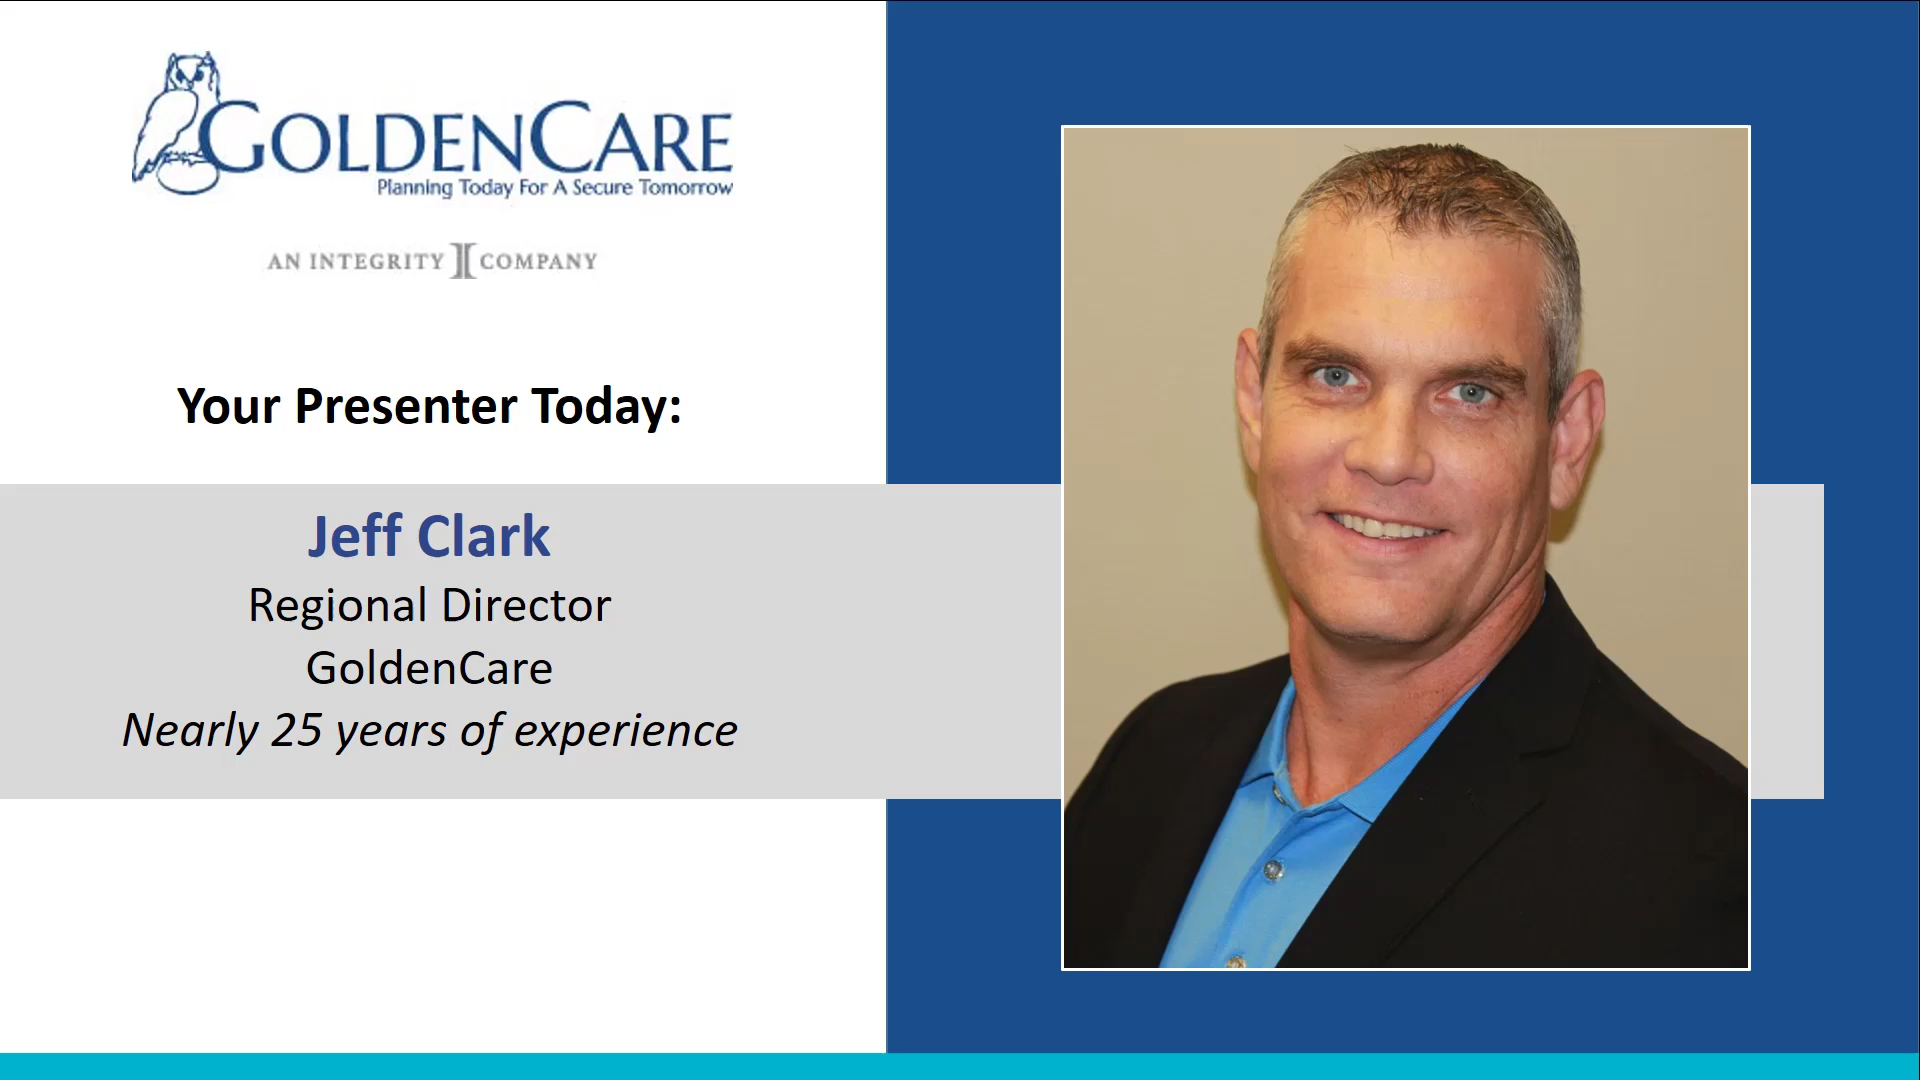 GOLDENCARE
Planning Today For A Secure Tomorrow
AN INTEGRITY COMPANY
Your Presenter Today:
Jeff Clark
Regional Director
GoldenCare
Nearly 25 years of experience